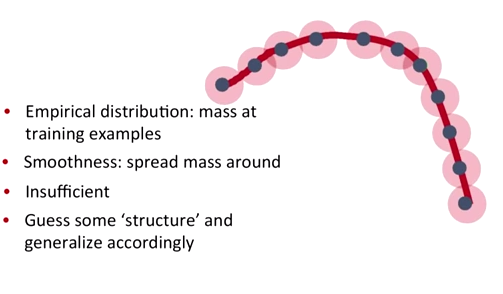 • Empirical distribution: mass at
training examples
• Smoothness: spread mass around
• Insufficient
• Guess some ‘structure’ and
generalize accordingly